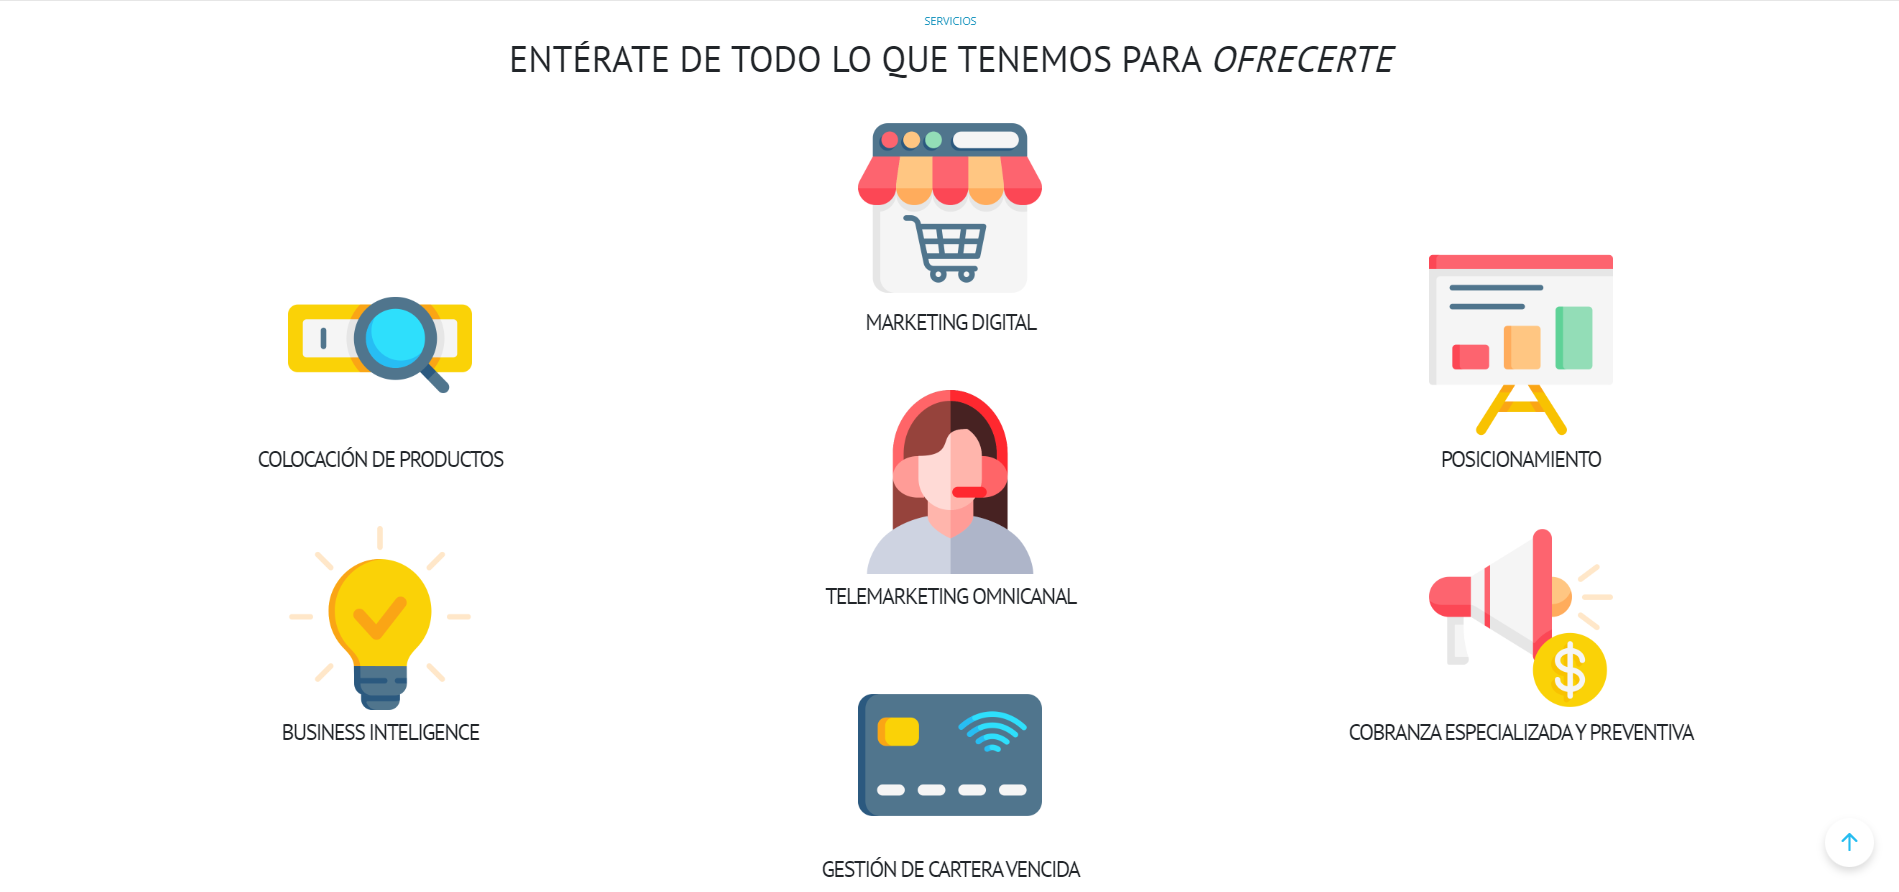 SERVICIOS
ENTÉRATE DE TODO LO QUE TENEMOS PARA OFRECERTE
MARKETING DIGITAL
COLOCACIÓN DE PRODUCTOS
POSICIONAMIENTO
TELEMARKETING OMNICANAL
$
BUSINESS INTELIGENCE
COBRANZA ESPECIALIZADA Y PREVENTIVA
GESTIÓN DE CARTERA VENCIDA